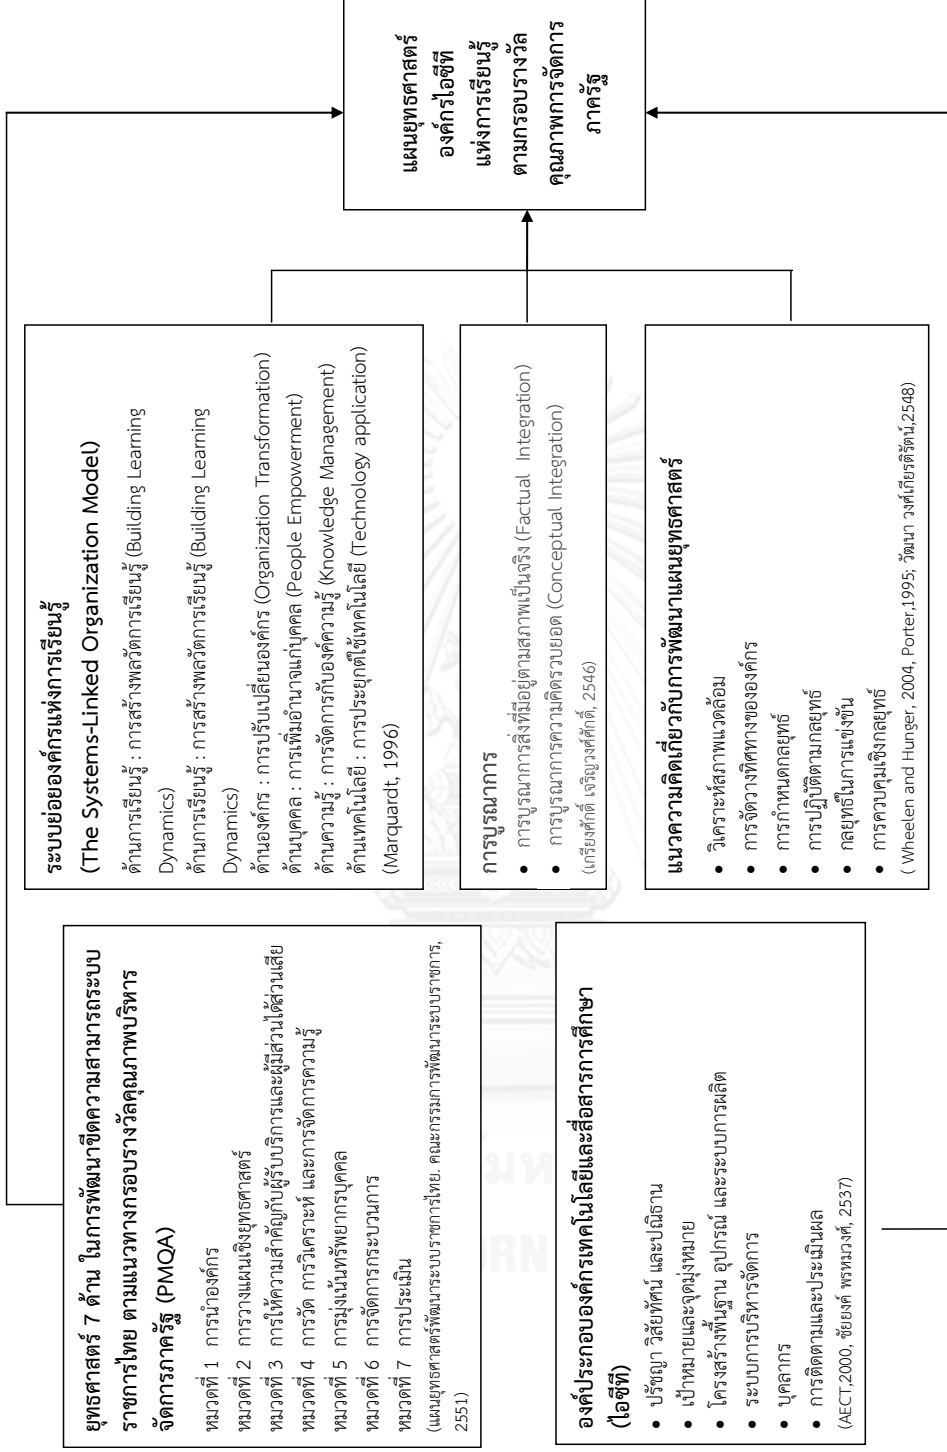 ยุทธศาสตร์ 7 ด้าน ในการพัฒนาขีดความสามารถระบบ
ราชการไทย ตามแนวทางกรอบรางวัลคุณภาพบริหาร
จัดการภาครัฐ (PMQA)
หมวดที่ 1 การนำองค์กร
หมวดที่ 2 การวางแผนเชิงยุทธศาสตร์
หมวดที่ 3 การให้ความสำคัญกับผู้รับบริการและผู้มีส่วนได้ส่วนเสีย
หมวดที่ 4 การวัด การวิเคราะห์ และการจัดการความรู้
หมวดที่ 5 การมุ่งเน้นทรัพยากรบุคคล
หมวดที่ 6 การจัดการกระบวนการ
หมวดที่ 7 การประเมิน
(แผนยุทธศาสตร์พัฒนาระบบราชการไทย. คณะกรรมการพัฒนาระบบราชการ,
2551)
องค์ประกอบองค์กรเทคโนโลยีและสื่อสารการศึกษา
(ไอซีที)
• ปรัชญา วิสัยทัศน์ และปณิธาน
• เป้าหมายและจุดมุ่งหมาย
• โครงสร้างพื้นฐาน อุปกรณ์ และระบบการผลิต
• ระบบการบริหารจัดการ
• บุคลากร
• การติดตามและประเมินผล
(AECT,2000, ชัยยงค์ พรหมวงศ์, 2537)
ระบบย่อยองค์กรแห่งการเรียนรู้
(The Systems-Linked Organization Model)
ด้านการเรียนรู้ : การสร้างพลวัตการเรียนรู้ (Building Learning
Dynamics)
ด้านการเรียนรู้ : การสร้างพลวัตการเรียนรู้ (Building Learning
Dynamics)
ด้านองค์กร : การปรับเปลี่ยนองค์กร (Organization Transformation)
ด้านบุคคล : การเพิ่มอำนาจแก่บุคคล (People Empowerment)
ด้านความรู้ : การจัดการกับองค์ความรู้ (Knowledge Management)
ด้านเทคโนโลยี : การประยุกต์ใช้เทคโนโลยี (Technology application)
(Marquardt, 1996)
การบูรณาการ
• การบูรณาการสิ่งที่มีอยู่ตามสภาพเป็นจริง (Factual Integration)
• การบูรณาการความคิดรวบยอด (Conceptual Integration)
(เกรียงศักดิ์ เจริญวงศ์ศักดิ์, 2546)
แนวความคิดเกี่ยวกับการพัฒนาแผนยุทธศาสตร์
• วิเคราะห์สภาพแวดล้อม
• การจัดวางทิศทางขององค์กร
• การกำหนดกลยุทธ์
• การปฏิบัติตามกลยุทธ์
• กลยุทธ์ในการแข่งขัน
• การควบคุมเชิงกลยุทธ์
( Wheelen and Hunger, 2004, Porter,1995; วัฒนา วงศ์เกียรติรัตน์,2548)
แผนยุทธศาสตร์
องค์กรไอซีที
แห่งการเรียนรู้
ตามกรอบรางวัล
คุณภาพการจัดการ
ภาครัฐ